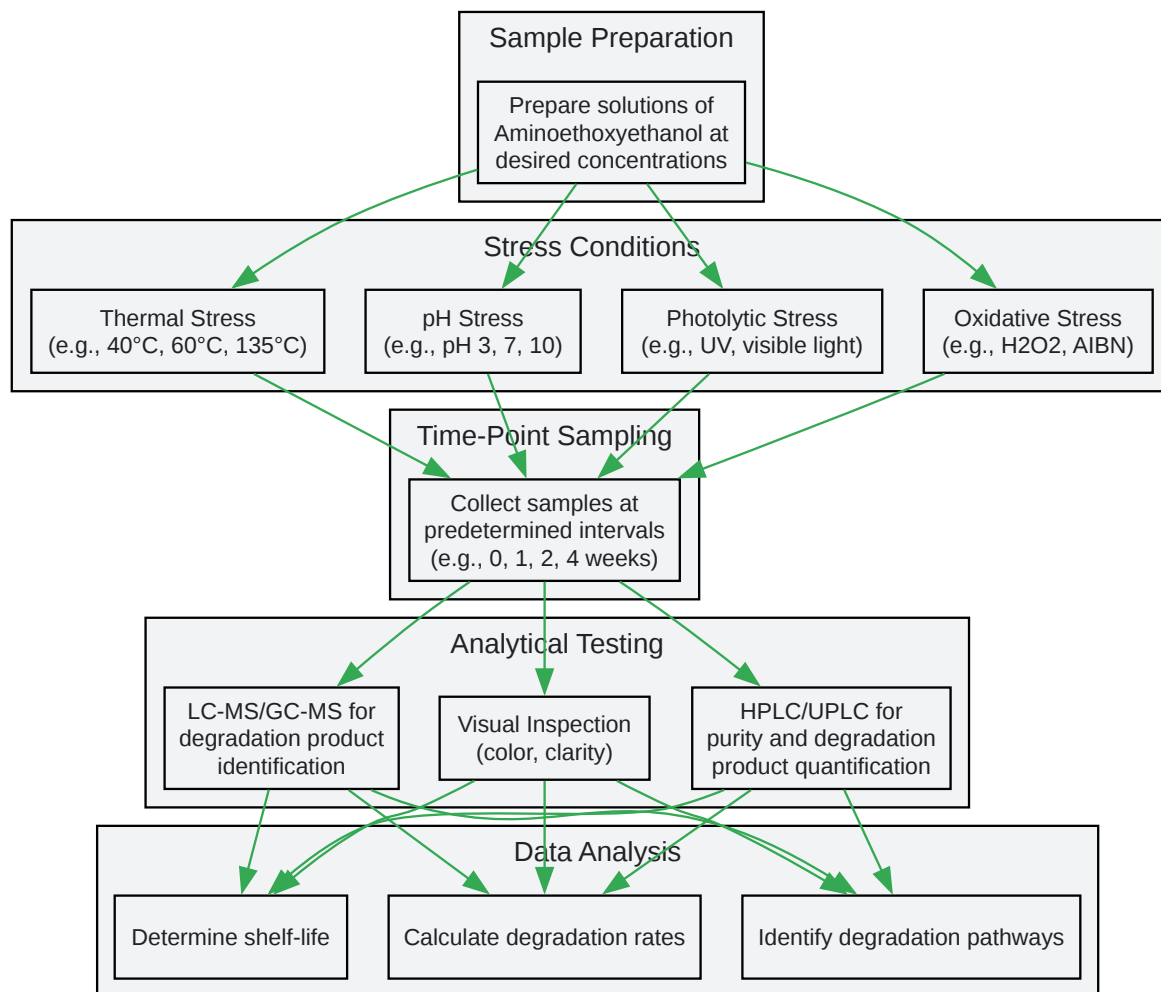 Sample Preparation
Prepare solutions of
Aminoethoxyethanol at
desired concentrations
Stress Conditions
Thermal Stress
(e.g., 40°C, 60°C, 135°C)
pH Stress
(e.g., pH 3, 7, 10)
Photolytic Stress
(e.g., UV, visible light)
Oxidative Stress
(e.g., H2O2, AIBN)
Time-Point Sampling
Collect samples at
predetermined intervals
(e.g., 0, 1, 2, 4 weeks)
Analytical Testing
LC-MS/GC-MS for
degradation product
identification
Visual Inspection
(color, clarity)
HPLC/UPLC for
purity and degradation
product quantification
Data Analysis
Determine shelf-life
Calculate degradation rates
Identify degradation pathways